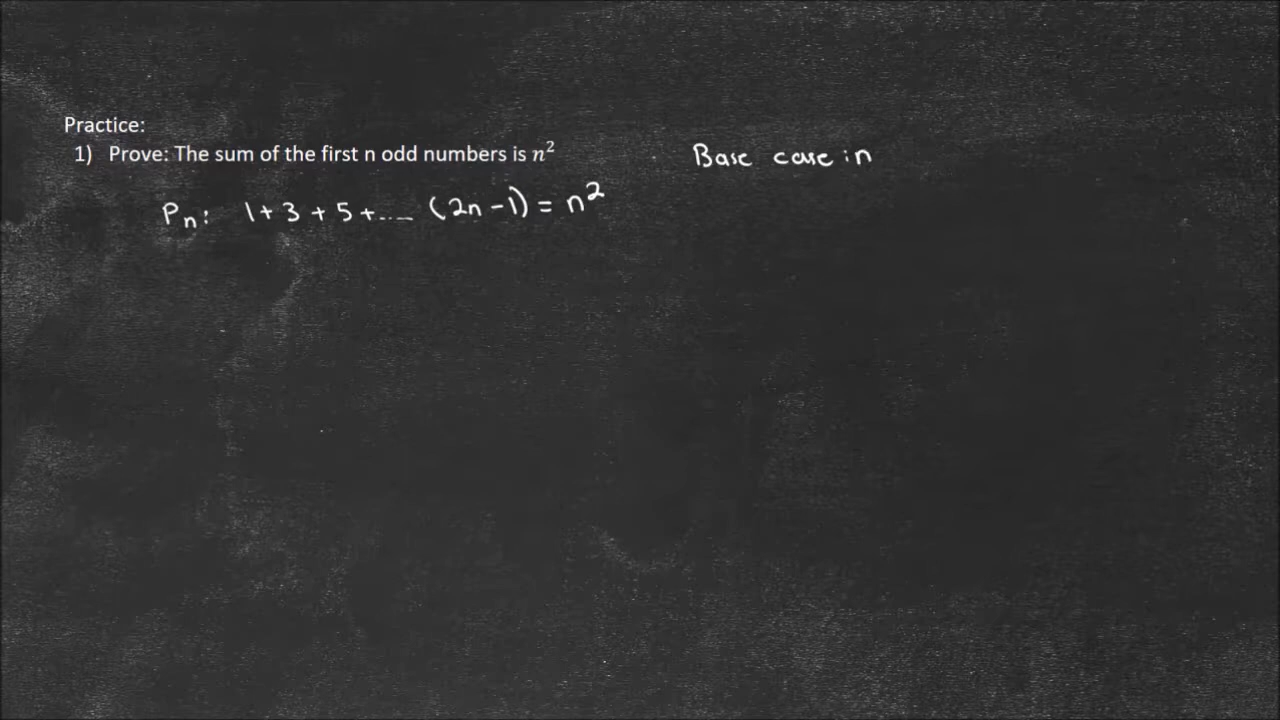 Practice:
1) Prove: The sum of the first n odd numbers is n²
Base case : n
Pn: 1 + 3 + 5 + ..... (2n - 1) = n²